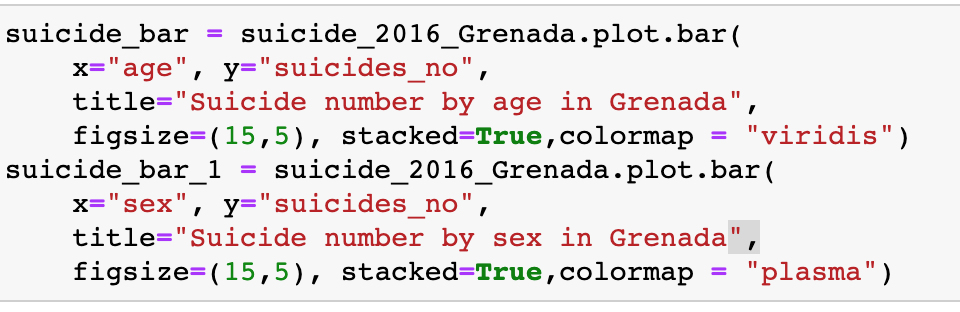 suicide_bar = suicide_2016_Grenada.plot.bar(
    x="age", y="suicides_no",
    title="Suicide number by age in Grenada",
    figsize=(15,5), stacked=True,colormap = "viridis")
suicide_bar_1 = suicide_2016_Grenada.plot.bar(
    x="sex", y="suicides_no",
    title="Suicide number by sex in Grenada",
    figsize=(15,5), stacked=True,colormap = "plasma")